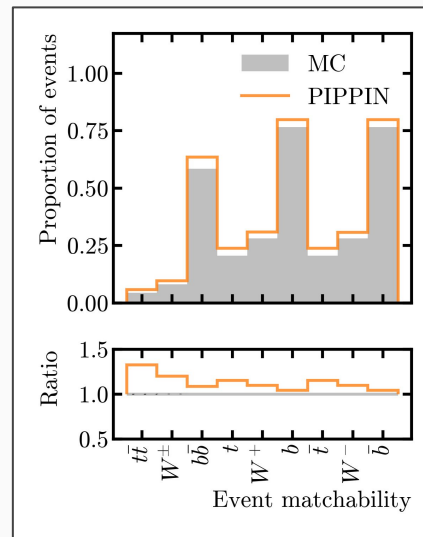 Proportion of events
1.00
0.75
0.50
0.25
0.00
MC
PIPPIN
Ratio
1.5
1.0
0.5
tt̄
W±
bb̄
t
W+
b
t̄
W−
b̄
Event matchability